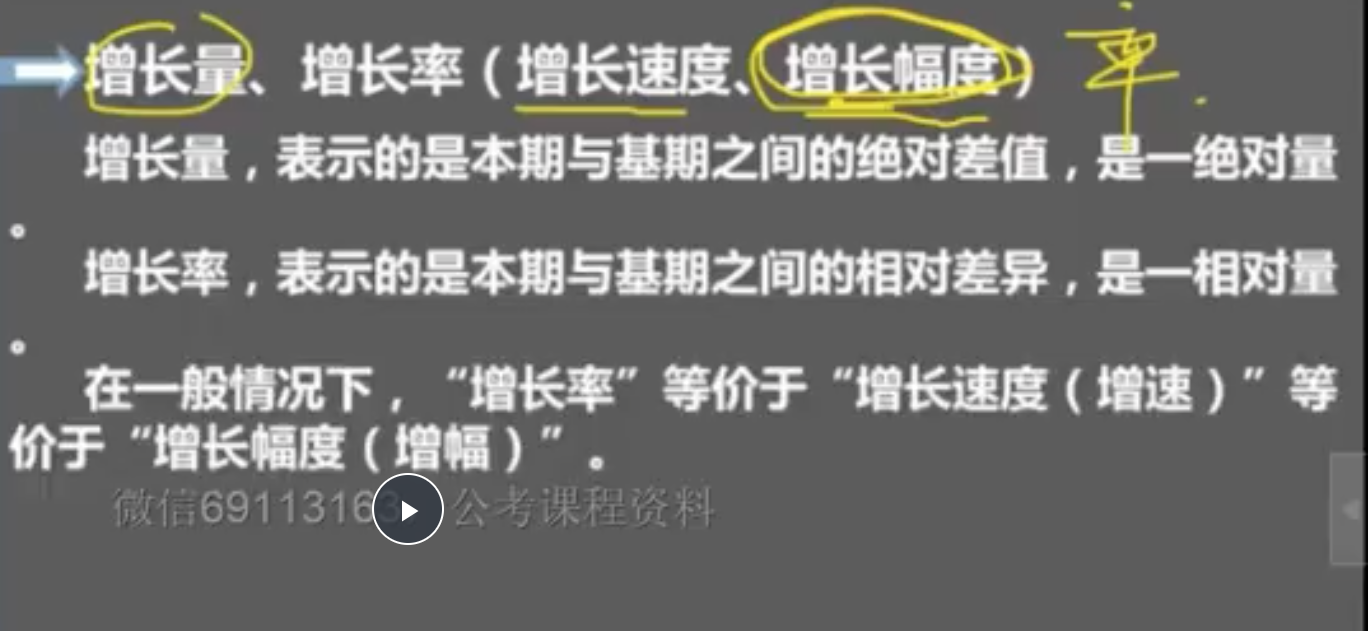 增长量、增长率（增长速度、增长幅度） 率
增长量，表示的是本期与基期之间的绝对差值，是一绝对量
。
增长率，表示的是本期与基期之间的相对差异，是一相对量
。
在一般情况下，“增长率”等价于“增长速度（增速）”等
价于“增长幅度（增幅）”。
微信6911316 公考课程资料